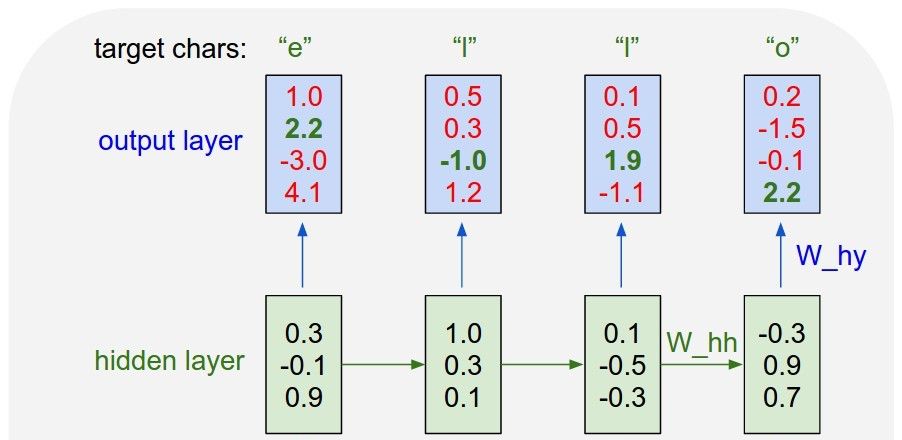 target chars: “e” “l” “l” “o”
1.0 0.5 0.1 0.2
2.2 0.3 0.5 -1.5
output layer -3.0 -1.0 1.9 -0.1
4.1 1.2 -1.1 2.2
W_hy
0.3 1.0 0.1 W_hh -0.3
hidden layer -0.1 0.3 -0.5 0.9
0.9 0.1 -0.3 0.7